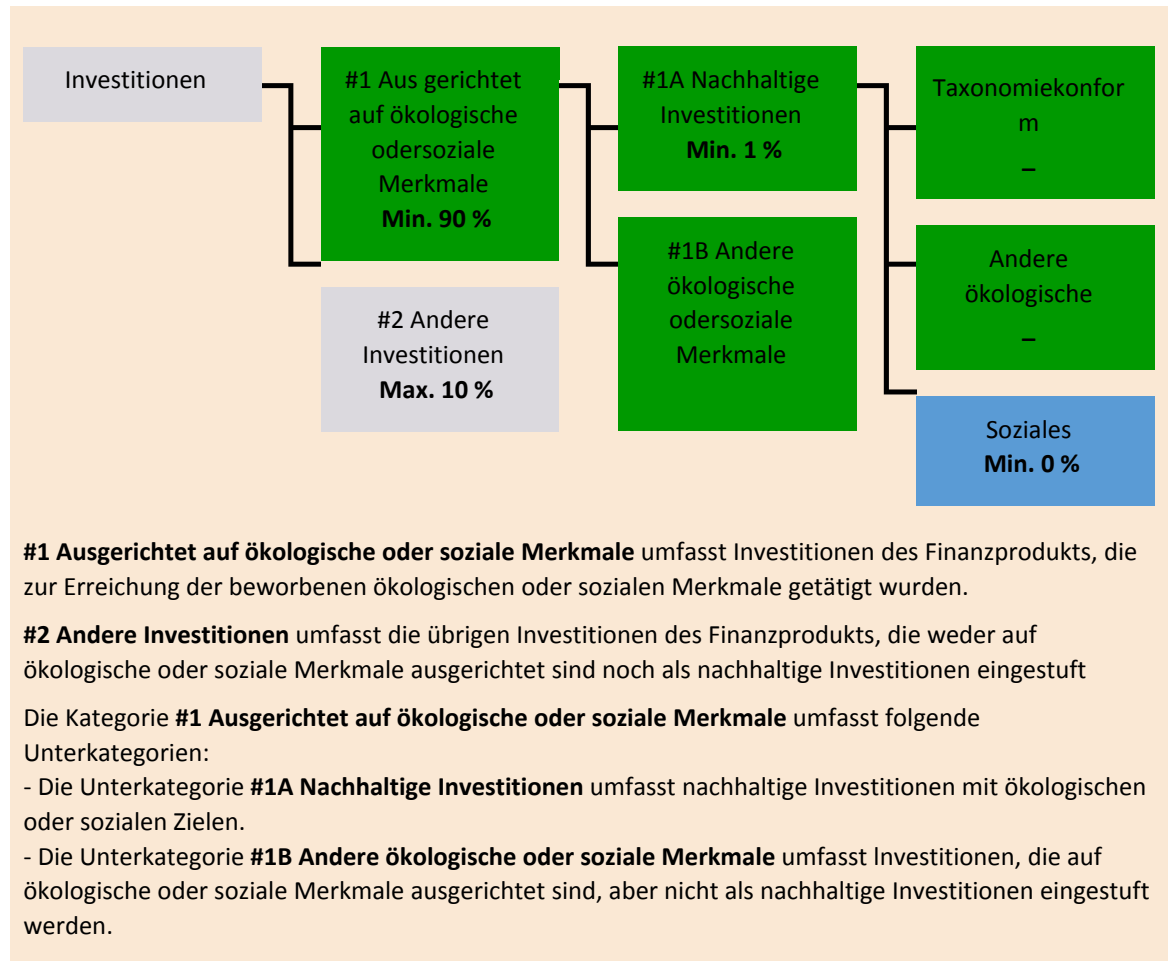 Investitionen
#1 Aus gerichtet
auf ökologische
odersoziale
Merkmale
Min. 90 %
#2 Andere
Investitionen
Max. 10 %
#1A Nachhaltige
Investitionen
Min. 1 %
#1B Andere
ökologische
odersoziale
Merkmale
Taxonomiekonfor
m
–
Andere
ökologische
–
Soziales
Min. 0 %
#1 Ausgerichtet auf ökologische oder soziale Merkmale umfasst Investitionen des Finanzprodukts, die
zur Erreichung der beworbenen ökologischen oder sozialen Merkmale getätigt wurden.
#2 Andere Investitionen umfasst die übrigen Investitionen des Finanzprodukts, die weder auf
ökologische oder soziale Merkmale ausgerichtet sind noch als nachhaltige Investitionen eingestuft
Die Kategorie #1 Ausgerichtet auf ökologische oder soziale Merkmale umfasst folgende
Unterkategorien:
- Die Unterkategorie #1A Nachhaltige Investitionen umfasst nachhaltige Investitionen mit ökologischen
oder sozialen Zielen.
- Die Unterkategorie #1B Andere ökologische oder soziale Merkmale umfasst Investitionen, die auf
ökologische oder soziale Merkmale ausgerichtet sind, aber nicht als nachhaltige Investitionen eingestuft
werden.